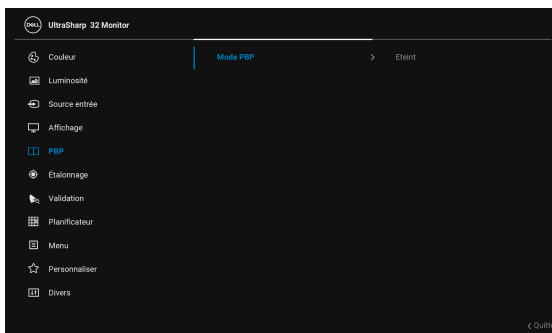 DELL UltraSharp 32 Monitor
Couleur Mode PBP > Eteint
Luminosité
Source entrée
Affichage
PBP
Étalonnage
Validation
Planificateur
Menu
Personnaliser
Divers